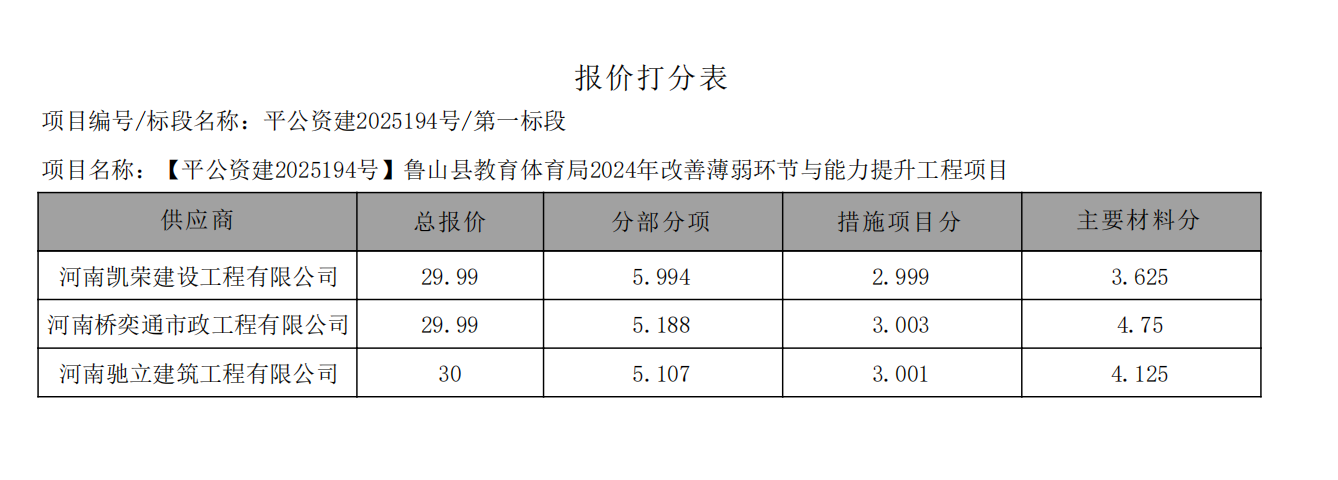 报价打分表
项目编号/标段名称：平公资建2025194号/第一标段
项目名称：【平公资建2025194号】鲁山县教育体育局2024年改善薄弱环节与能力提升工程项目
供应商 总报价 分部分项 措施项目分 主要材料分
河南凯荣建设工程有限公司 29.99 5.994 2.999 3.625
河南桥奕通市政工程有限公司 29.99 5.188 3.003 4.75
河南驰立建筑工程有限公司 30 5.107 3.001 4.125